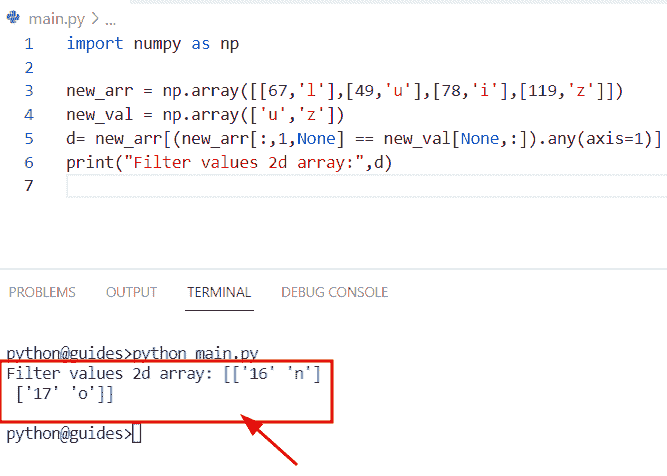 main.py > ...
1 import numpy as np
2
3 new_arr = np.array([[67,'l'],[49,'u'],[78,'i'],[119,'z']])
4 new_val = np.array(['u','z'])
5 d= new_arr[(new_arr[:,1,None] == new_val[None,:]).any(axis=1)]
6 print("Filter values 2d array:",d)
7
PROBLEMS OUTPUT TERMINAL DEBUG CONSOLE
python@guides>python main.py
Filter values 2d array: [['16' 'n']
['17' 'o']]
python@guides>